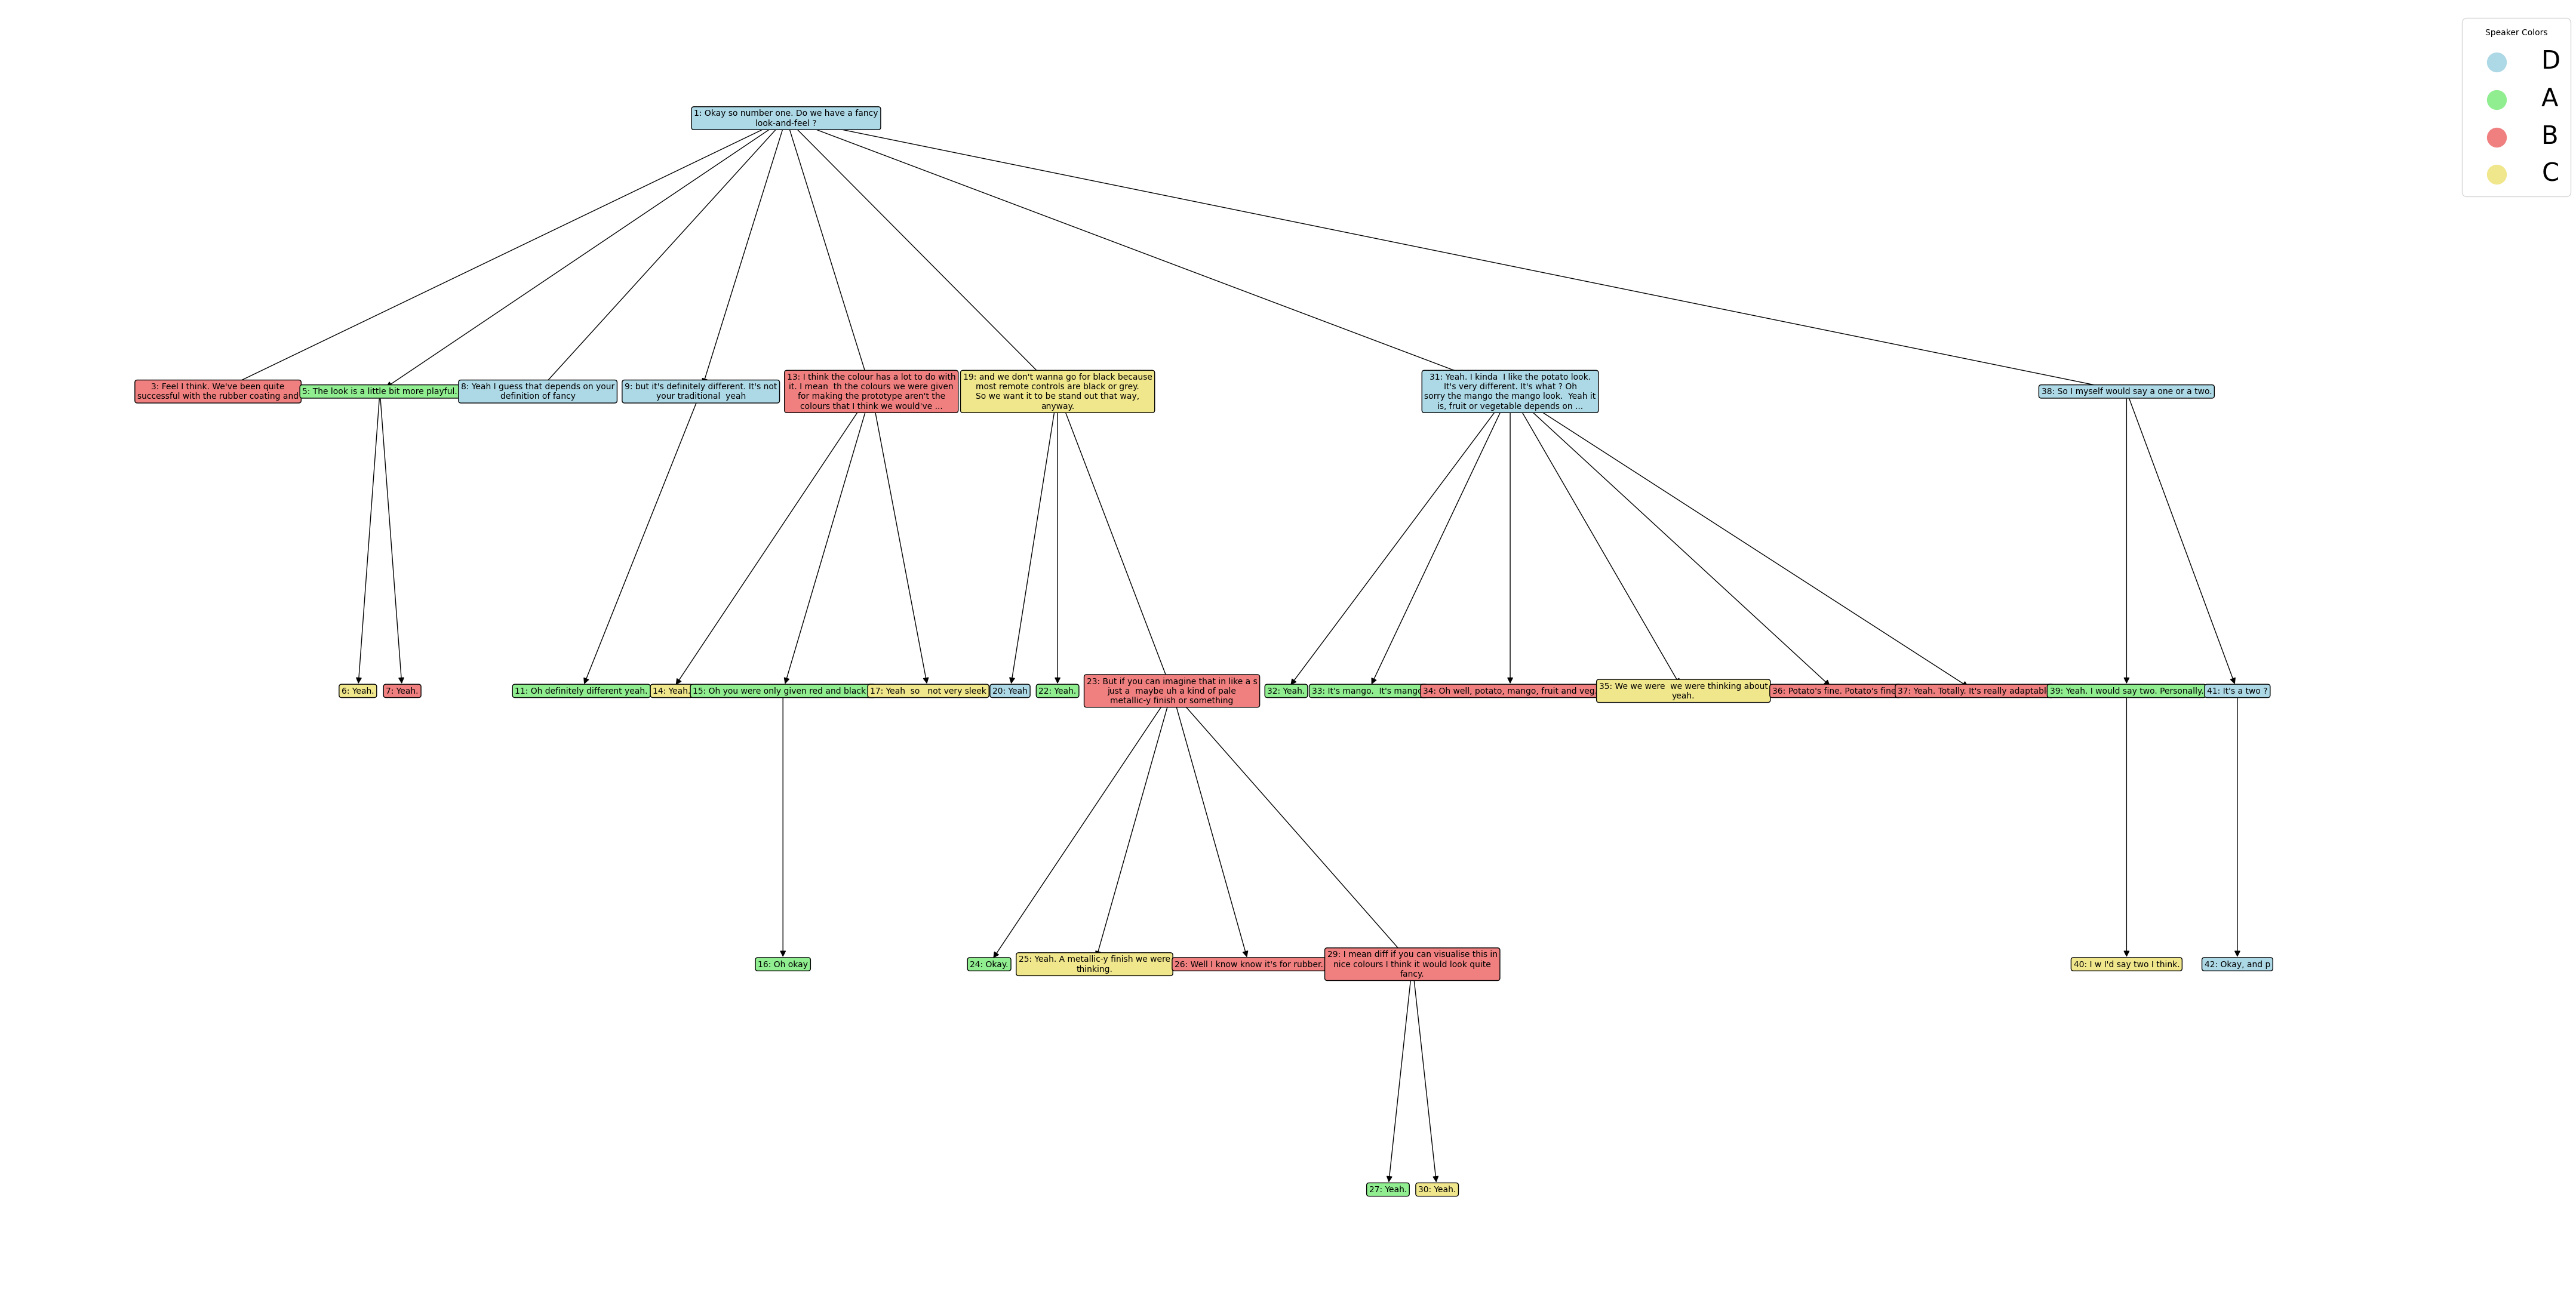 Speaker Colors
D
A
B
C
1: Okay so number one. Do we have a fancy
look-and-feel ?
3: Feel I think. We've been quite
successful with the rubber coating and
5: The look is a little bit more playful.
8: Yeah I guess that depends on your
definition of fancy
9: but it's definitely different. It's not
your traditional  yeah
13: I think the colour has a lot to do with
it. I mean  th the colours we were given
for making the prototype aren't the
colours that I think we would've ...
19: and we don't wanna go for black because
most remote controls are black or grey.
So we want it to be stand out that way,
anyway.
31: Yeah. I kinda  I like the potato look.
It's very different. It's what ? Oh
sorry the mango the mango look.  Yeah it
is, fruit or vegetable depends on ...
38: So I myself would say a one or a two.
6: Yeah.
7: Yeah.
11: Oh definitely different yeah.
14: Yeah.
15: Oh you were only given red and black
17: Yeah  so   not very sleek
20: Yeah
22: Yeah.
23: But if you can imagine that in like a s
just a  maybe uh a kind of pale
metallic-y finish or something
32: Yeah.
33: It's mango.  It's mango
34: Oh well, potato, mango, fruit and veg.
35: We we were  we were thinking about
yeah.
36: Potato's fine. Potato's fine
37: Yeah. Totally. It's really
39: Yeah. I would say two. Personally.
41: It's a two ?
16: Oh okay
24: Okay.
25: Yeah. A metallic-y finish we were
thinking.
26: Well I know know it's for rubber.
29: I mean diff if you can visualise this in
nice colours I think it would look quite
fancy.
40: I w I'd say two I think.
42: Okay, and p
27: Yeah.
30: Yeah.